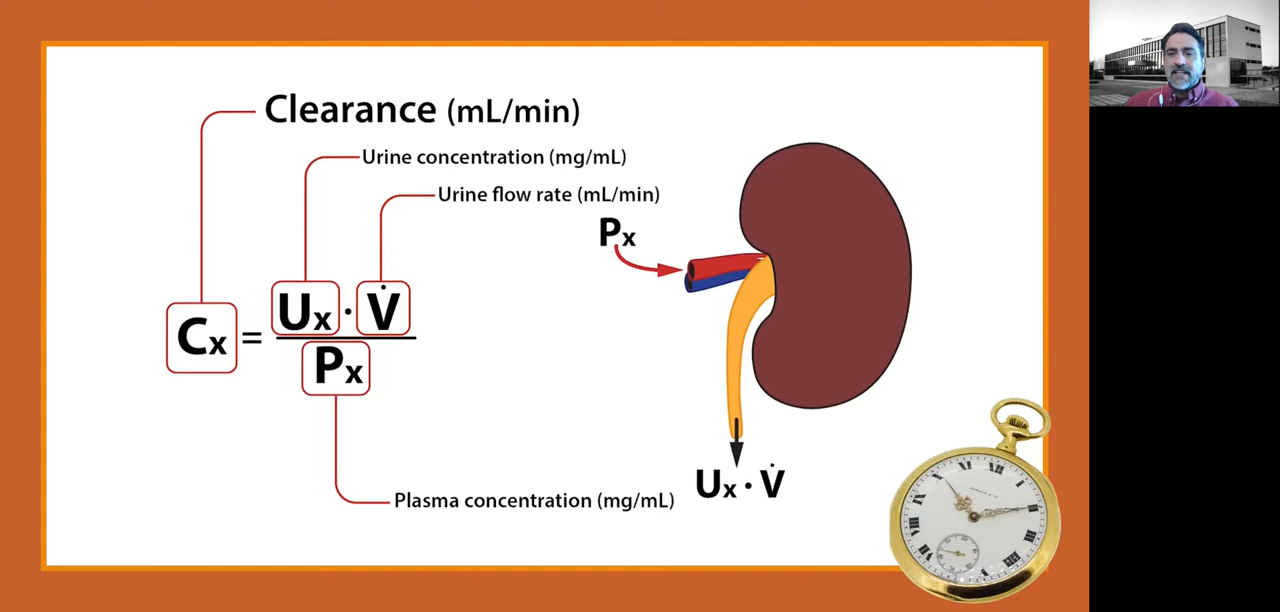 Clearance (mL/min)
Urine concentration (mg/mL)
Urine flow rate (mL/min)
Px
Cx = Ux · V̇
Px
Ux · V̇
Plasma concentration (mg/mL)